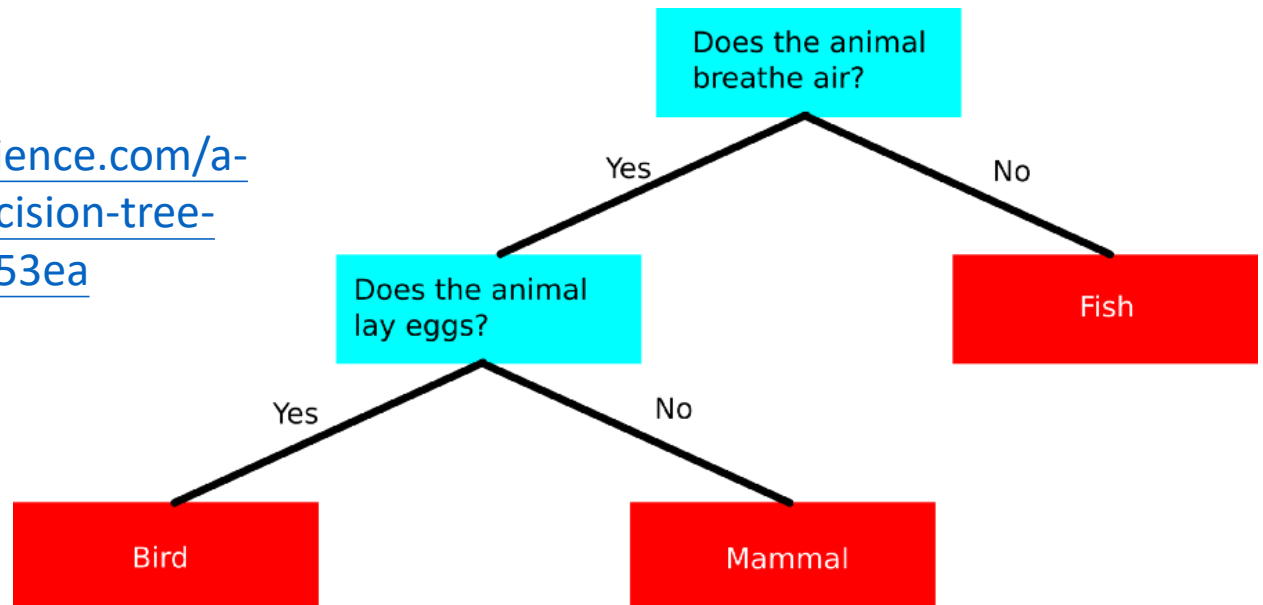 Does the animal
breathe air?
ience.com/a-
cision-tree-
53ea
Yes
No
Does the animal
lay eggs?
Fish
Yes
No
Bird
Mammal